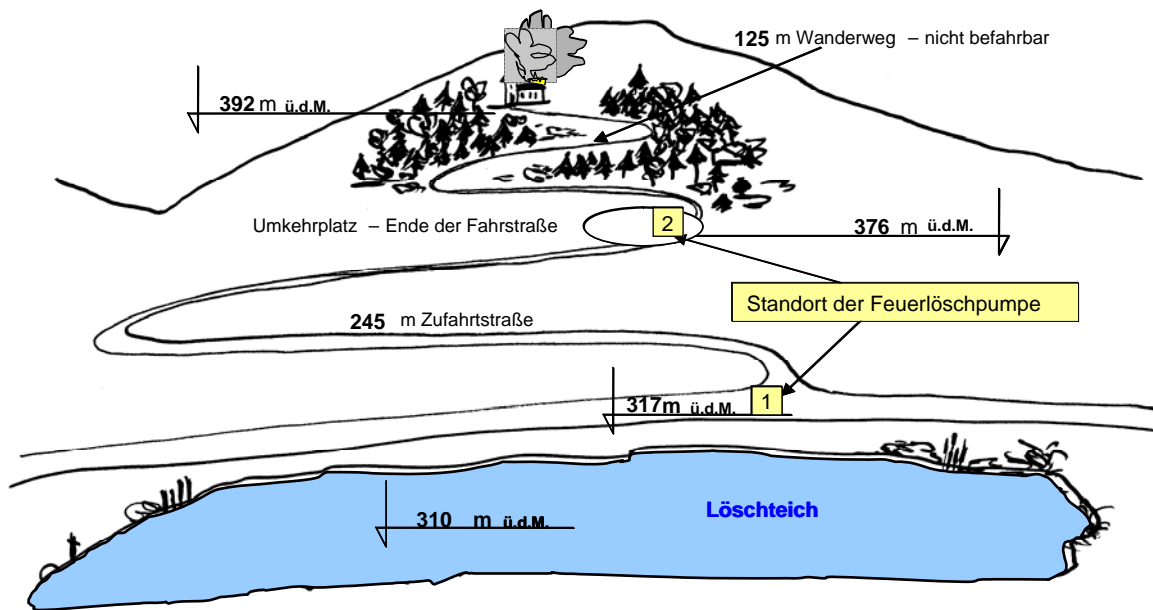 125 m Wanderweg – nicht befahrbar
392 m ü.d.M.
Umkehrplatz – Ende der Fahrstraße
2
376 m ü.d.M.
Standort der Feuerlöschpumpe
245 m Zufahrtstraße
317m ü.d.M.
1
Löschteich
310 m ü.d.M.